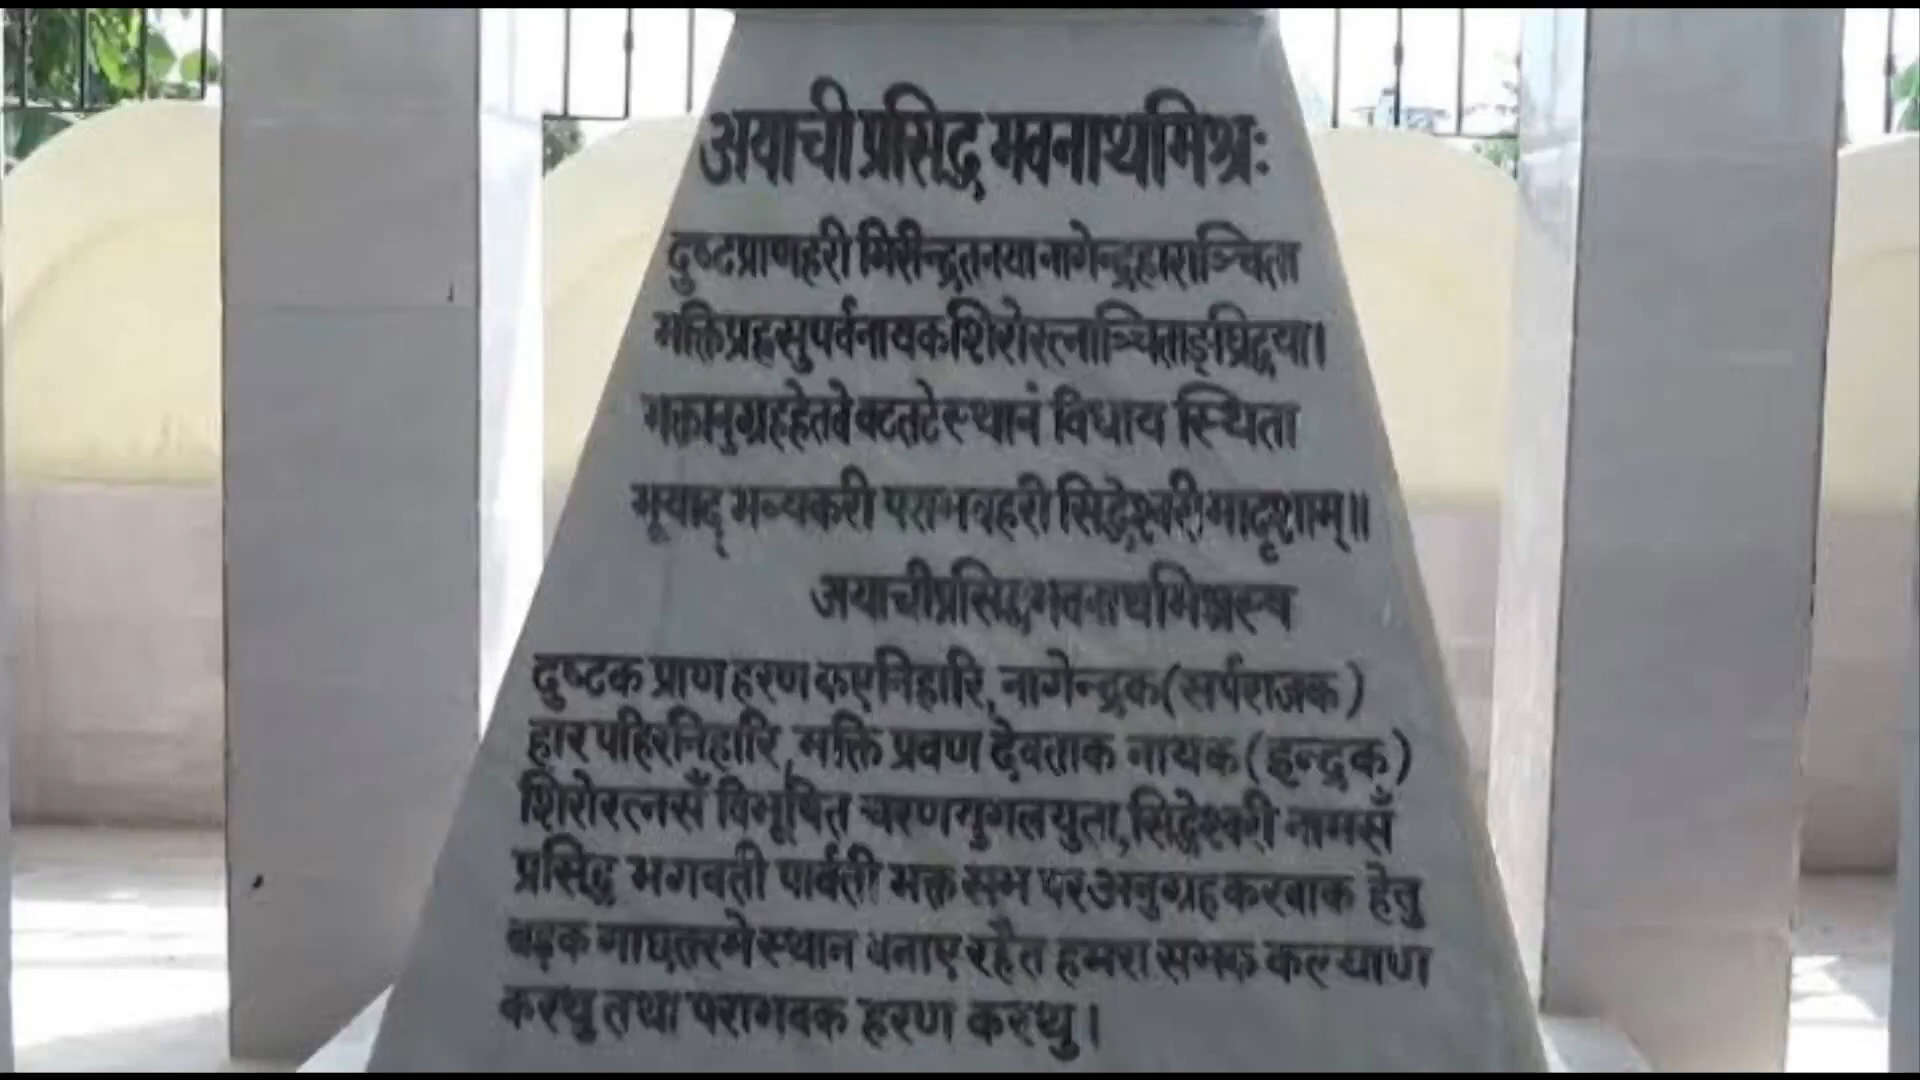 अयाची प्रसिद्ध भवनाथमिश्रः
दुष्टप्राणहरी गिरीन्द्रतनया नागेन्द्रहाराञ्चिता
भक्तिप्रह्वसुपर्वनायकशिरोरत्नाञ्चिताङ्घ्रिद्वया।
भक्तानुग्रहहेतवे वटतटे स्थानं विधाय स्थिता
भूयाद् भव्यकरी पराभवहरी सिद्धेश्वरी मादृशाम्॥
अयाचीप्रसिद्धभवनाथमिश्रस्य
दुष्टक प्राण हरण कएनिहारि, नागेन्द्रक (सर्पराजक)
हार पहिरनिहारि, भक्ति प्रवण देवताक नायक (इन्द्रक)
शिरोरत्नसँ विभूषित चरणयुगलयुता, सिद्धेश्वरी नामसँ
प्रसिद्ध भगवती पार्वती भक्त सभ पर अनुग्रह करबाक हेतु
बड़क गाछतरमे स्थान बनाए रहैत हमरा सभक कल्याण
करथु तथा पराभवक हरण करथु।